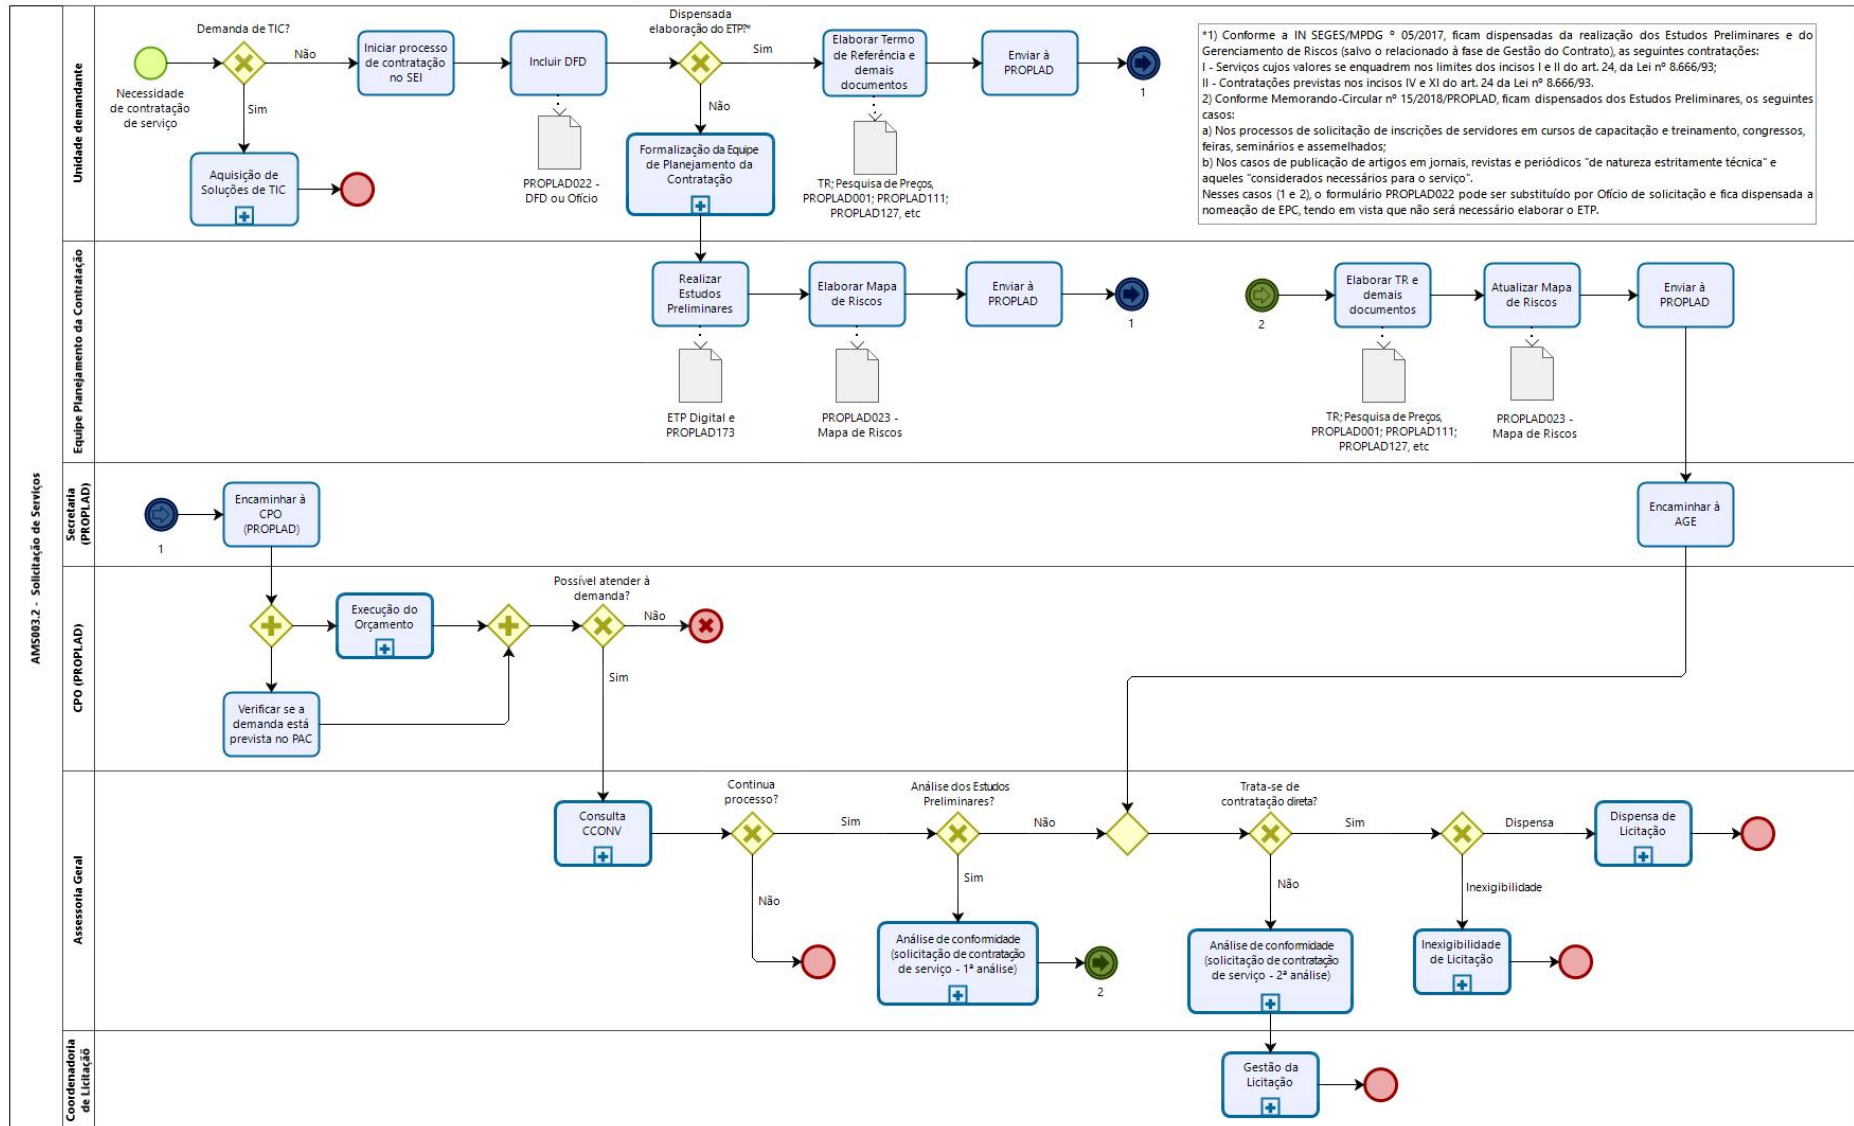 AMS003.2 - Solicitação de Serviços
Unidade demandante
Demanda de TIC?
Não
Sim
Necessidade
de contratação
de serviço
Iniciar processo
de contratação
no SEI
Incluir DFD
PROPLAD022 -
DFD ou Ofício
Dispensada
elaboração do ETP?*
Sim
Não
Elaborar Termo
de Referência e
demais
documentos
TR; Pesquisa de Preços,
PROPLAD001; PROPLAD111;
PROPLAD127, etc
Enviar à
PROPLAD
1
Aquisição de
Soluções de TIC
Formalização da Equipe
de Planejamento da
Contratação
*1) Conforme a IN SEGES/MPDG º 05/2017, ficam dispensadas da realização dos Estudos Preliminares e do
Gerenciamento de Riscos (salvo o relacionado à fase de Gestão do Contrato), as seguintes contratações:
I - Serviços cujos valores se enquadrem nos limites dos incisos I e II do art. 24, da Lei nº 8.666/93;
II - Contratações previstas nos incisos IV e XI do art. 24 da Lei nº 8.666/93.
2) Conforme Memorando-Circular nº 15/2018/PROPLAD, ficam dispensados dos Estudos Preliminares, os seguintes
casos:
a) Nos processos de solicitação de inscrições de servidores em cursos de capacitação e treinamento, congressos,
feiras, seminários e assemelhados;
b) Nos casos de publicação de artigos em jornais, revistas e periódicos "de natureza estritamente técnica" e
aqueles "considerados necessários para o serviço".
Nesses casos (1 e 2), o formulário PROPLAD022 pode ser substituído por Ofício de solicitação e fica dispensada a
nomeação de EPC, tendo em vista que não será necessário elaborar o ETP.
Equipe Planejamento da Contratação
Realizar
Estudos
Preliminares
ETP Digital e
PROPLAD173
Elaborar Mapa
de Riscos
PROPLAD023 -
Mapa de Riscos
Enviar à
PROPLAD
1
2
Elaborar TR e
demais
documentos
TR; Pesquisa de Preços,
PROPLAD001; PROPLAD111;
PROPLAD127, etc
Atualizar Mapa
de Riscos
PROPLAD023 -
Mapa de Riscos
Enviar à
PROPLAD
Secretaria
(PROPLAD)
1
Encaminhar à
CPO
(PROPLAD)
Encaminhar à
AGE
CPO (PROPLAD)
Execução do
Orçamento
Verificar se a
demanda está
prevista no PAC
Possível atender à
demanda?
Não
Sim
Assessoria Geral
Consulta
CCONV
Continua
processo?
Sim
Não
Análise dos Estudos
Preliminares?
Não
Sim
Análise de conformidade
(solicitação de contratação
de serviço - 1ª análise)
2
Trata-se de
contratação direta?
Sim
Não
Análise de conformidade
(solicitação de contratação
de serviço - 2ª análise)
Dispensa
Inexigibilidade
Dispensa de
Licitação
Inexigibilidade
de Licitação
Coordenadoria
de Licitação
Gestão da
Licitação